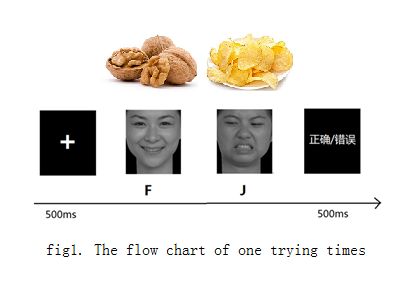 +
正确/错误
F J
500ms 500ms
fig1. The flow chart of one trying times